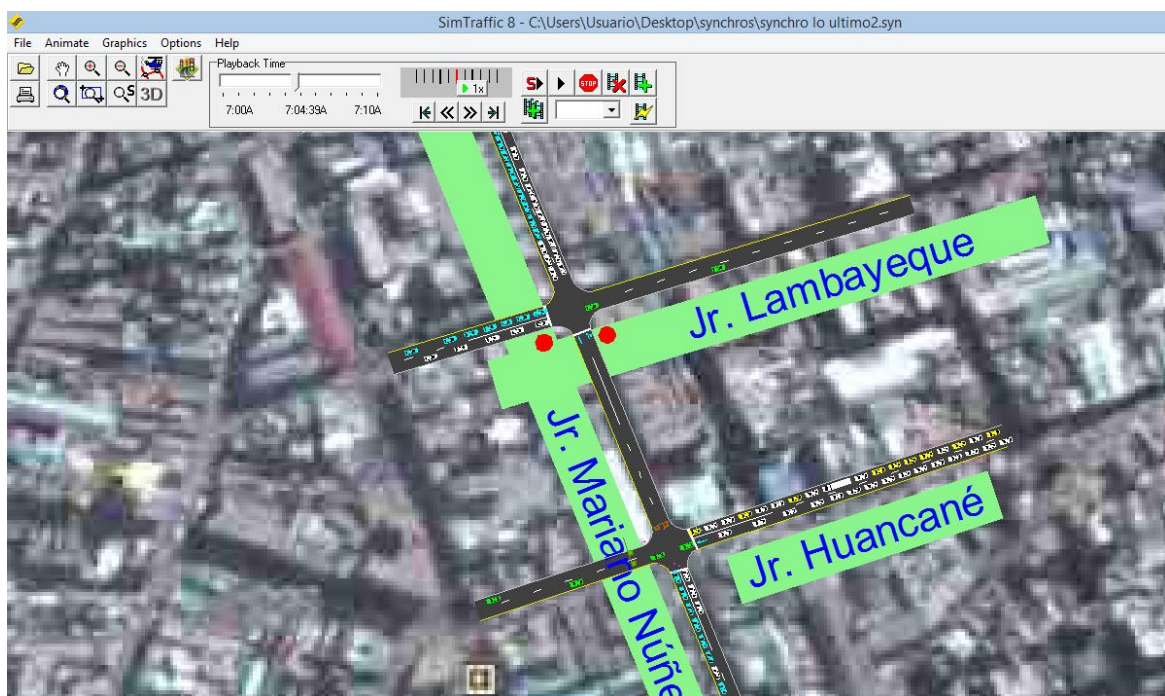 SimTraffic 8 - C:\Users\Usuario\Desktop\synchros\synchro lo ultimo2.syn
File Animate Graphics Options Help
Playback Time
1x
S
STOP
S 3D
7:00A 7:04:39A 7:10A
Jr. Lambayeque
Jr. Mariano Núñe
Jr. Huancané